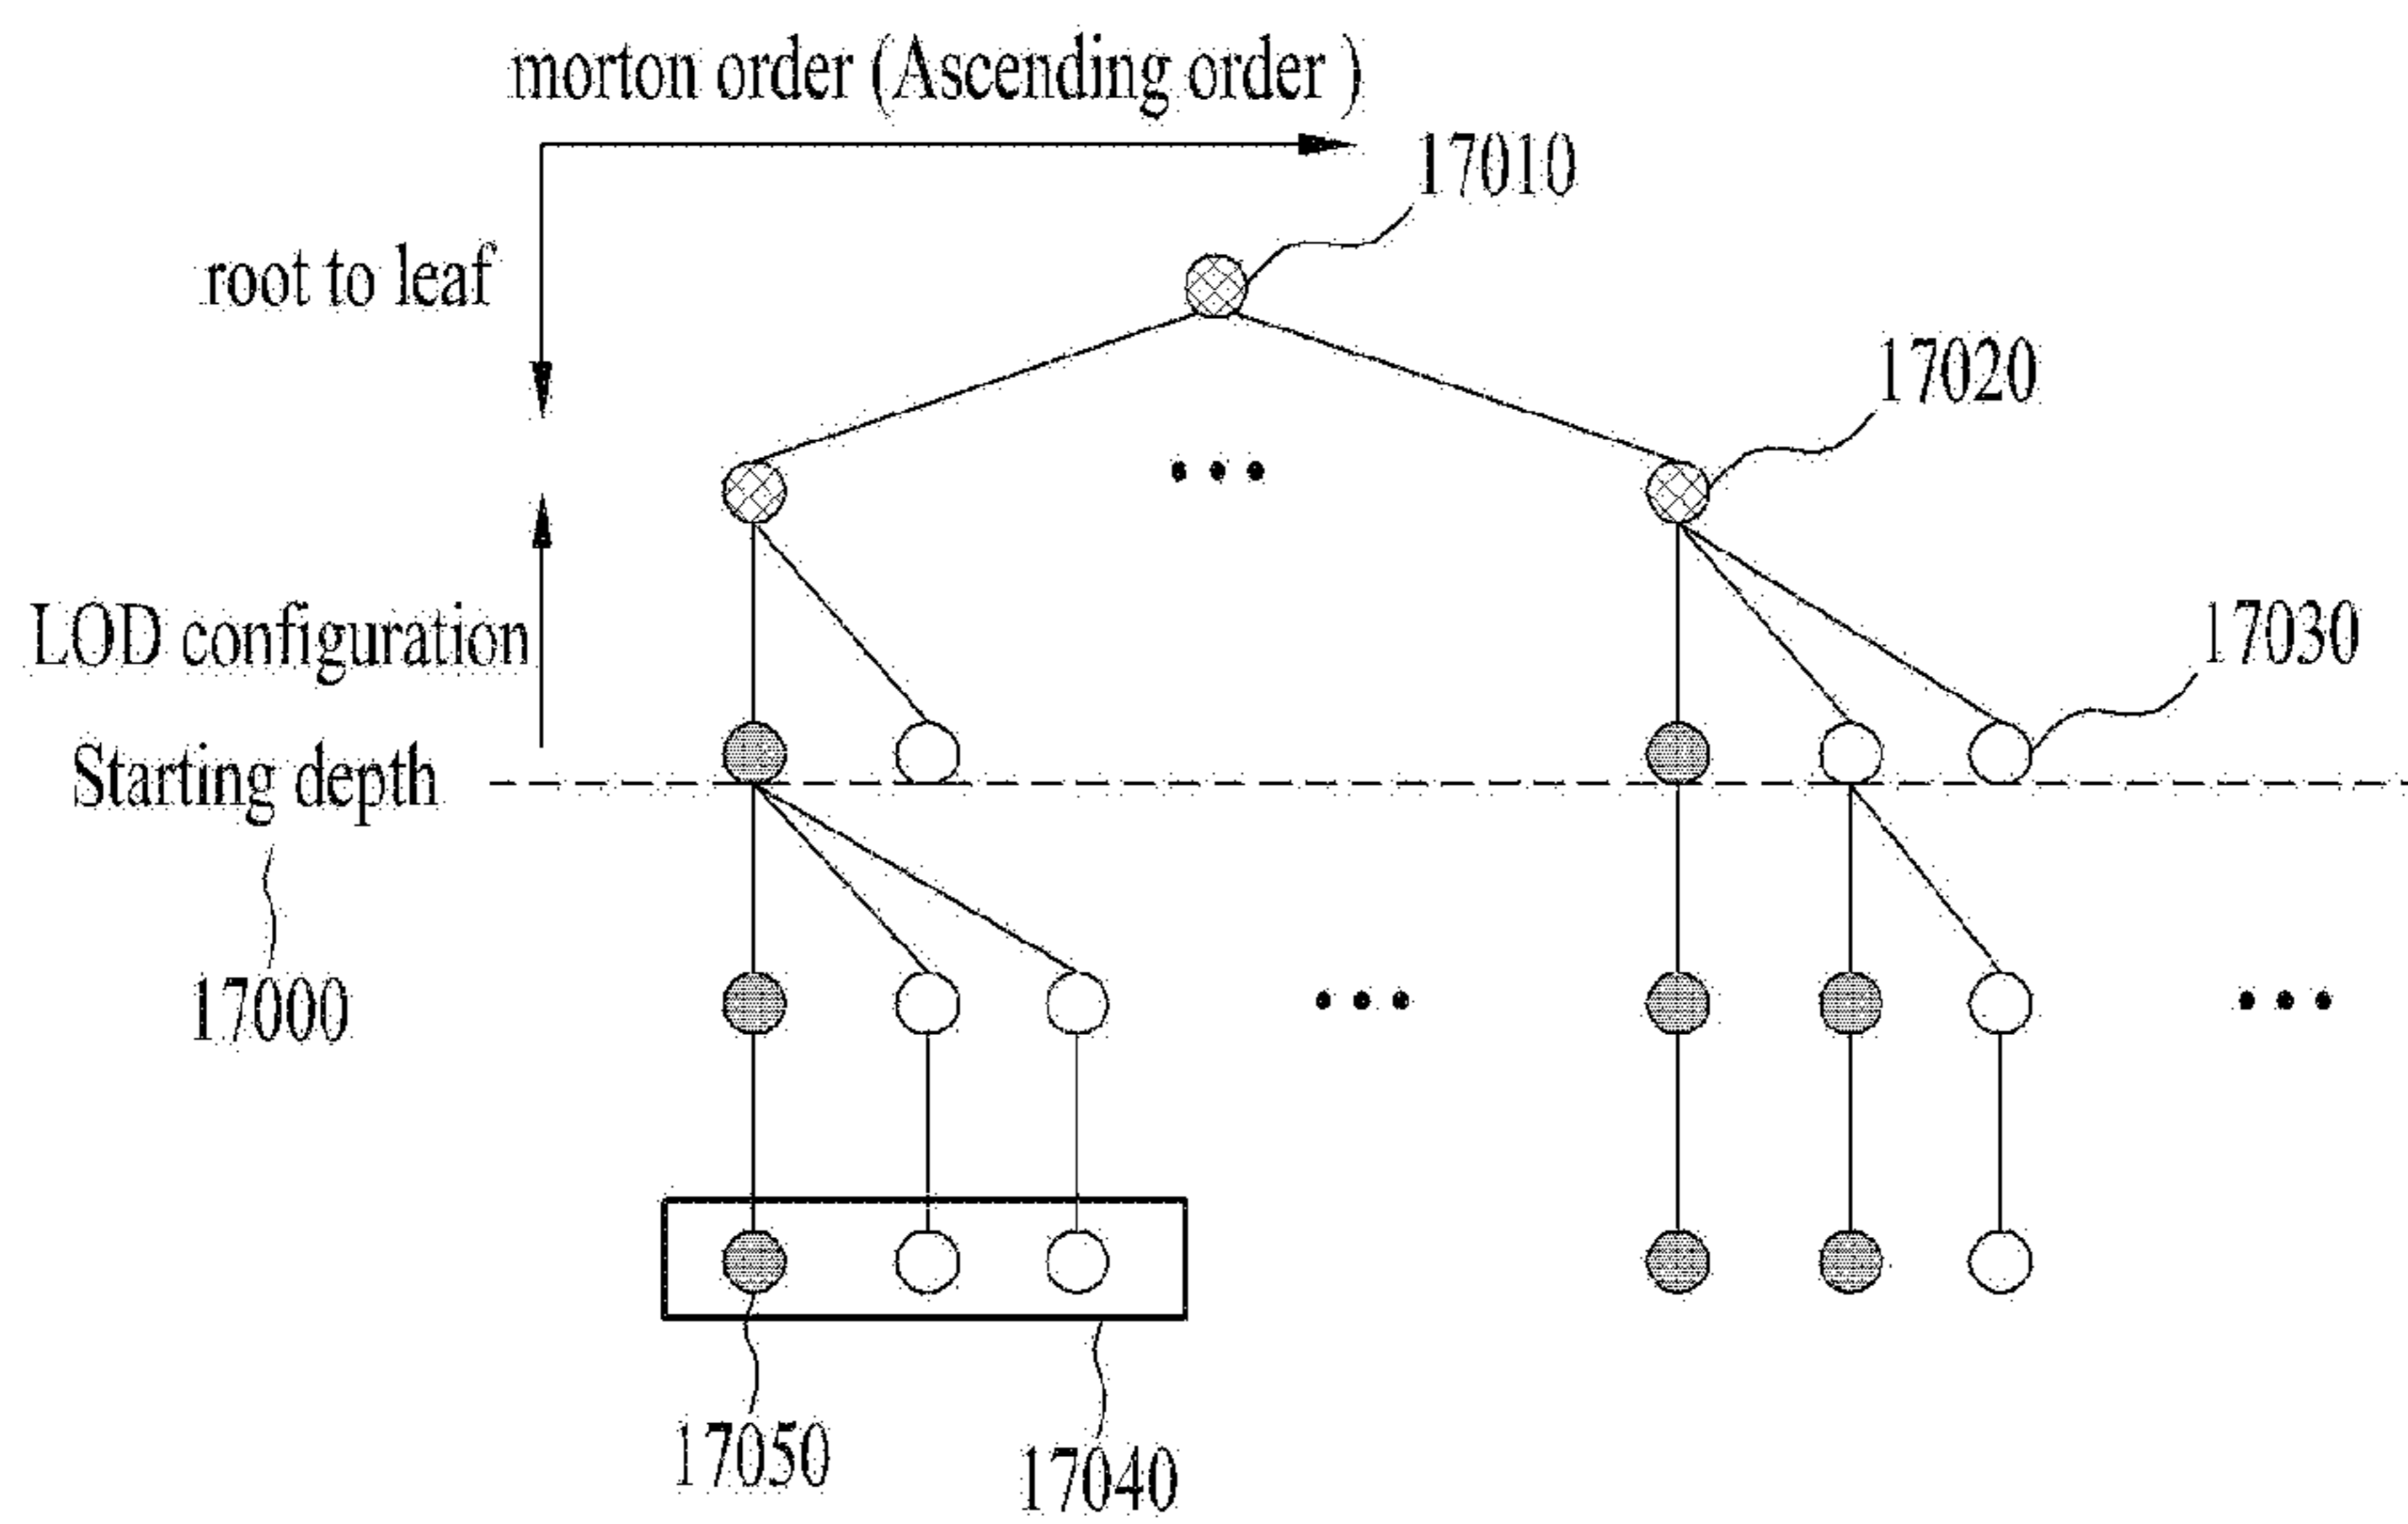 morton order (Ascending order )
17010
root to leaf
17020
LOD configuration
17030
Starting depth
17000
17050
17040